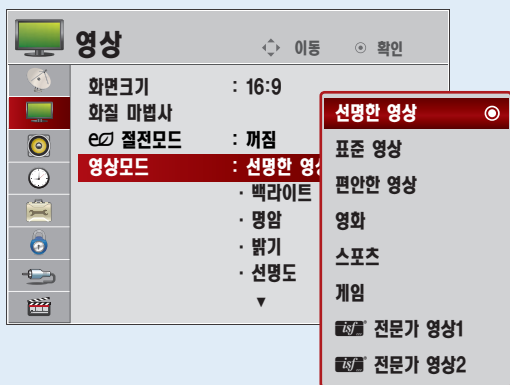 영상 이동 확인
화면크기 : 16:9
화질 마법사
절전모드 : 꺼짐
영상모드 : 선명한 영상
· 백라이트
· 명암
· 밝기
· 선명도
선명한 영상
표준 영상
편안한 영상
영화
스포츠
게임
isf 전문가 영상1
isf 전문가 영상2